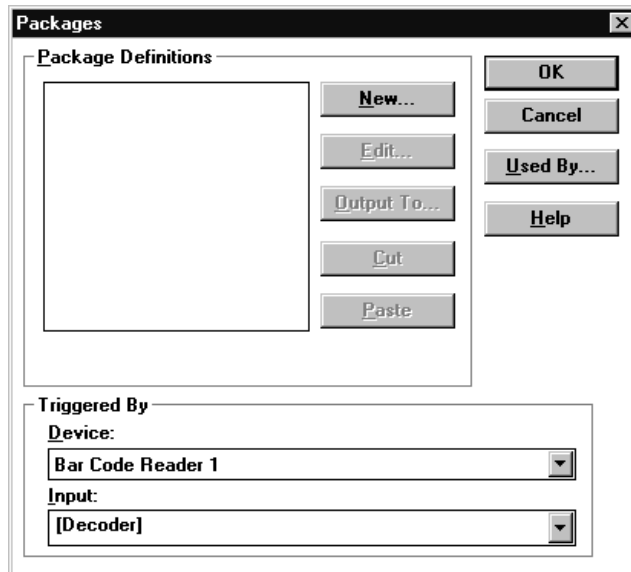 Packages
Package Definitions
New...
Edit...
Output To...
Cut
Paste
OK
Cancel
Used By...
Help
Triggered By
Device:
Bar Code Reader 1
Input:
[Decoder]